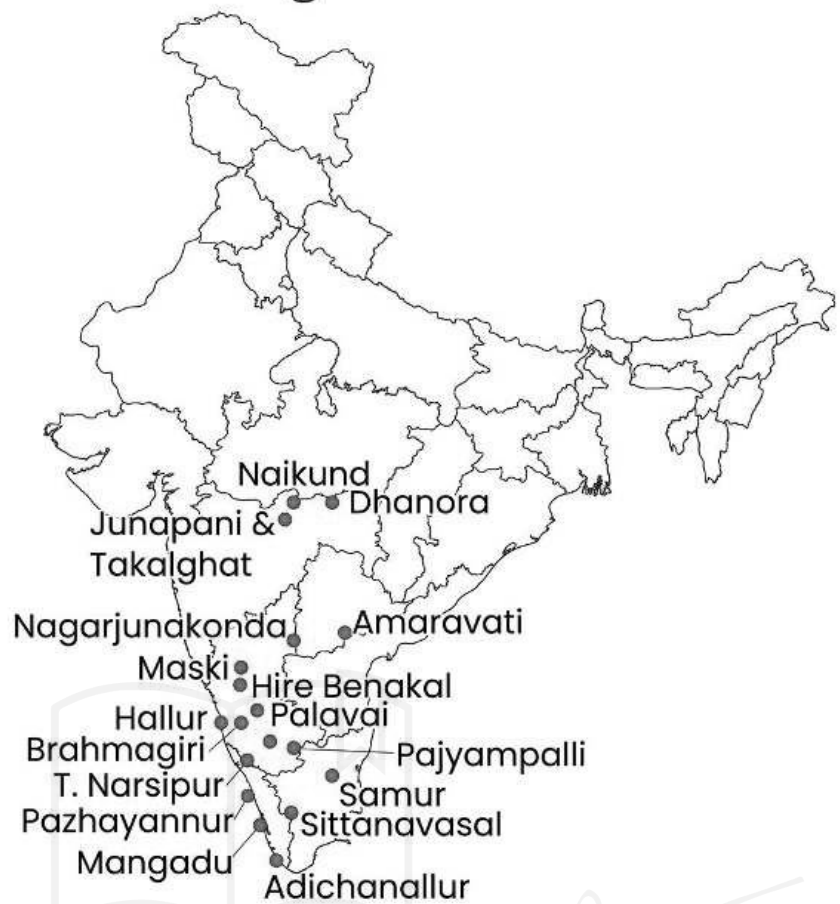 Naikund
Dhanora
Junapani &
Takalghat
Nagarjunakonda
Amaravati
Maski
Hire Benakal
Hallur
Palavai
Brahmagiri
Pajyampalli
T. Narsipur
Samur
Pazhayannur
Sittanavasal
Mangadu
Adichanallur